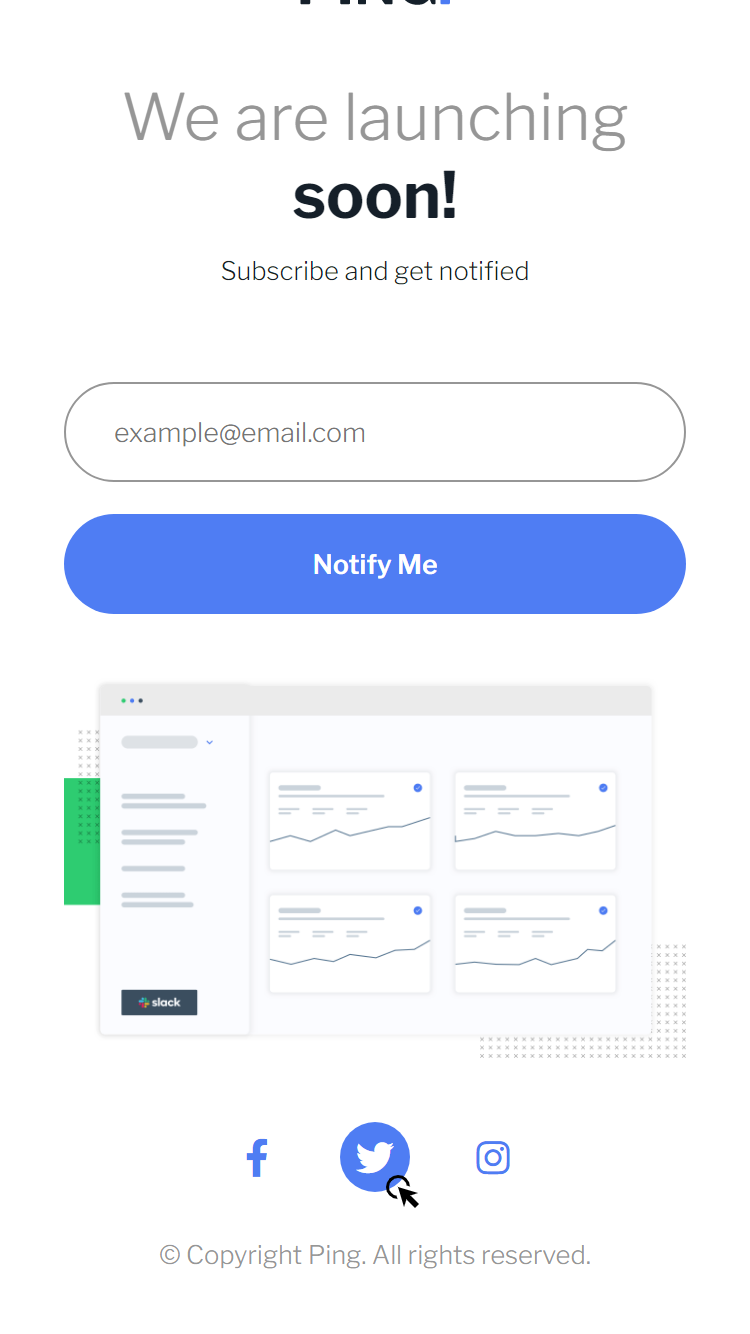 We are launching
soon!
Subscribe and get notified
example@email.com
Notify Me
slack
© Copyright Ping. All rights reserved.